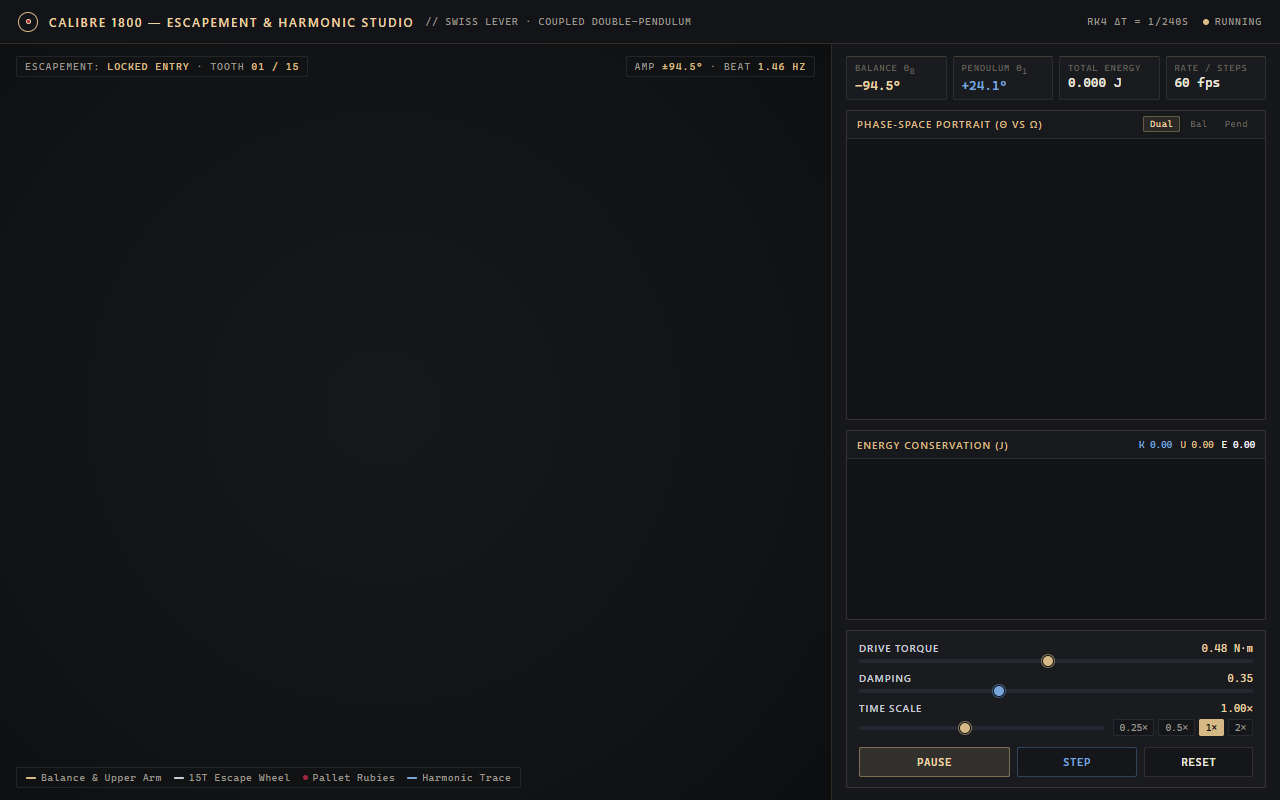 CALIBRE 1800 — ESCAPEMENT & HARMONIC STUDIO // SWISS LEVER · COUPLED DOUBLE-PENDULUM RK4 ΔT = 1/240S RUNNING
ESCAPEMENT: LOCKED ENTRY · TOOTH 01 / 15
AMP ±94.5° · BEAT 1.46 HZ
BALANCE θB
−94.5°
PENDULUM θ1
+24.1°
TOTAL ENERGY
0.000 J
RATE / STEPS
60 fps
PHASE-SPACE PORTRAIT (Θ VS Ω) Dual Bal Pend
ENERGY CONSERVATION (J) K 0.00 U 0.00 E 0.00
DRIVE TORQUE 0.48 N·m
DAMPING 0.35
TIME SCALE 1.00×
0.25× 0.5× 1× 2×
PAUSE STEP RESET
Balance & Upper Arm 15T Escape Wheel Pallet Rubies Harmonic Trace